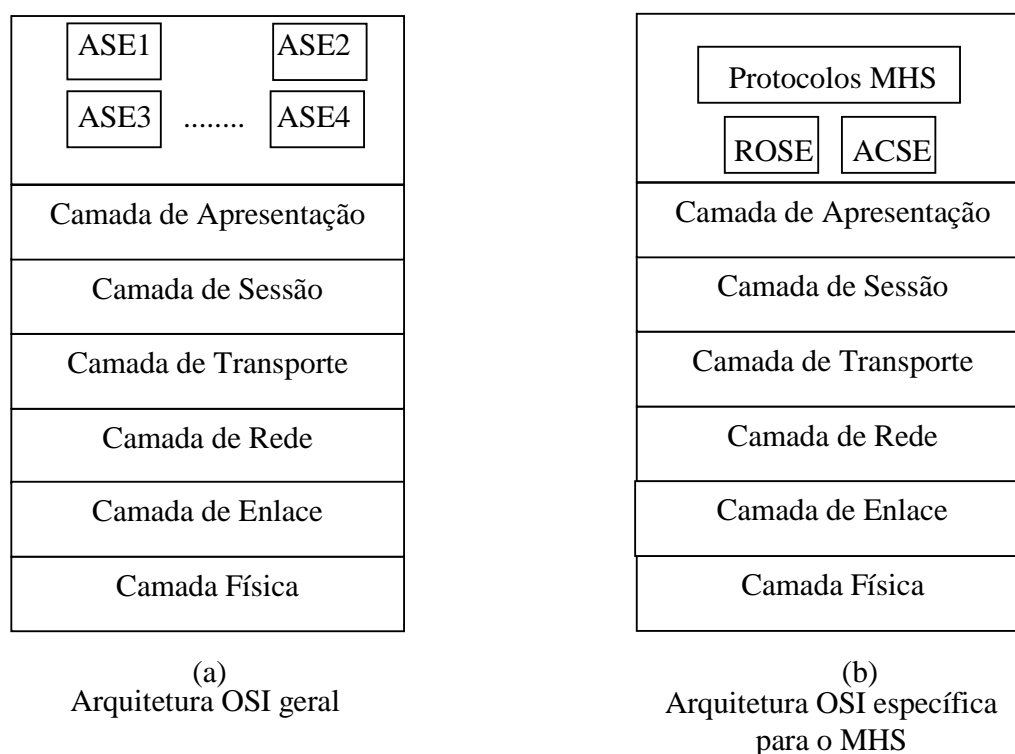 ASE1 ASE2
ASE3 ........ ASE4
Camada de Apresentação
Camada de Sessão
Camada de Transporte
Camada de Rede
Camada de Enlace
Camada Física
(a)
Arquitetura OSI geral
Protocolos MHS
ROSE ACSE
Camada de Apresentação
Camada de Sessão
Camada de Transporte
Camada de Rede
Camada de Enlace
Camada Física
(b)
Arquitetura OSI específica
para o MHS